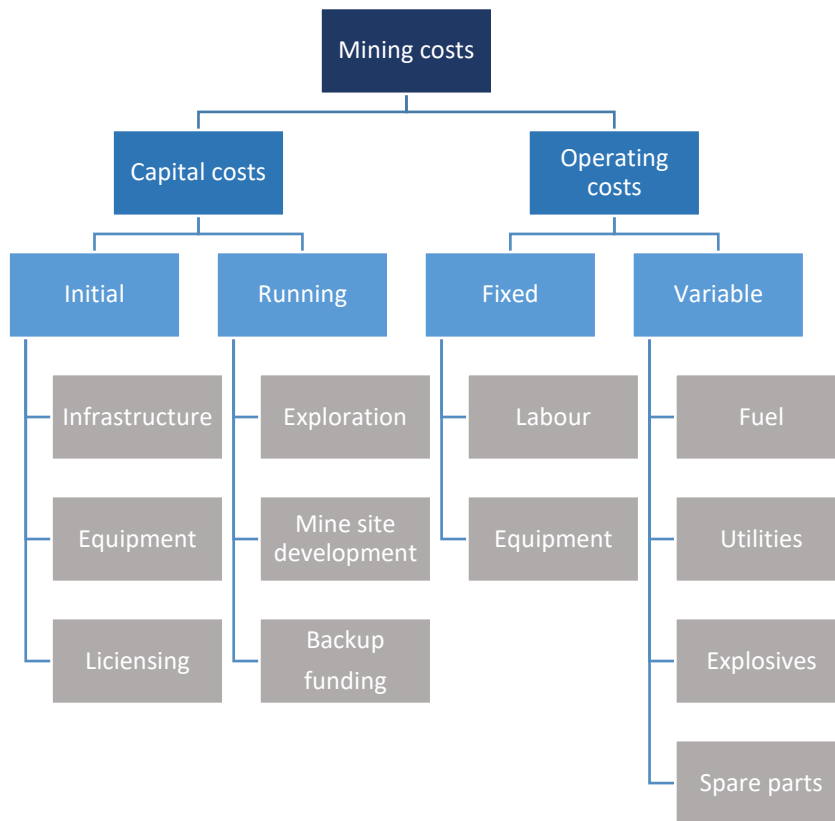 Mining costs
Capital costs
Operating
costs
Initial
Running
Fixed
Variable
Infrastructure
Exploration
Labour
Fuel
Equipment
Mine site
development
Equipment
Utilities
Liciensing
Backup
funding
Explosives
Spare parts